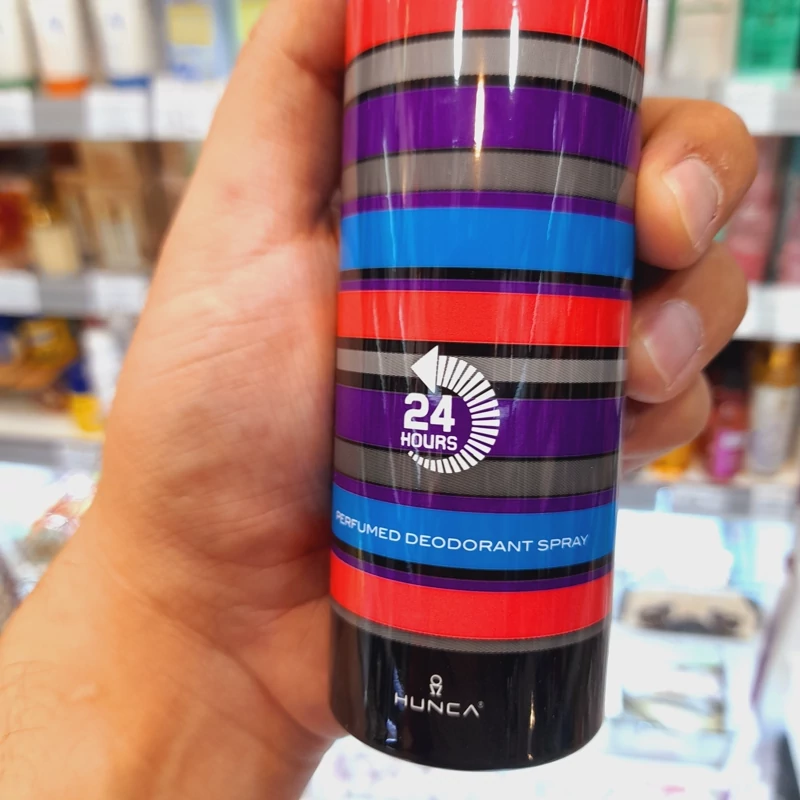 24
HOURS
PERFUMED DEODORANT SPRAY
HUNCA®